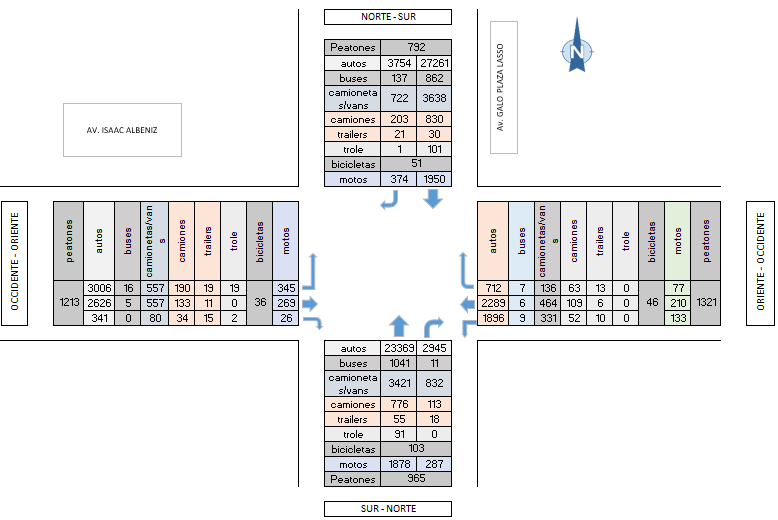 NORTE - SUR
Peatones 792
autos 3754 27261
buses 137 862
camioneta
s/vans 722 3638
camiones 203 830
trailers 21 30
trole 1 101
bicicletas 51
motos 374 1950
Av. GALO PLAZA LASSO
N
AV. ISAAC ALBENIZ
OCCIDENTE - ORIENTE
peatones autos buses camionetas/van
s camiones trailers trole bicicletas motos
3006 16 557 190 19 19 345
1213 2626 5 557 133 11 0 36 269
341 0 80 34 15 2 26
autos buses camionetas/van
s camiones trailers trole bicicletas motos peatones
712 7 136 63 13 0 77
2289 6 464 109 6 0 46 210 1321
1896 9 331 52 10 0 133
ORIENTE - OCCIDENTE
autos 23369 2945
buses 1041 11
camioneta
s/vans 3421 832
camiones 776 113
trailers 55 18
trole 91 0
bicicletas 103
motos 1878 287
Peatones 965
SUR - NORTE